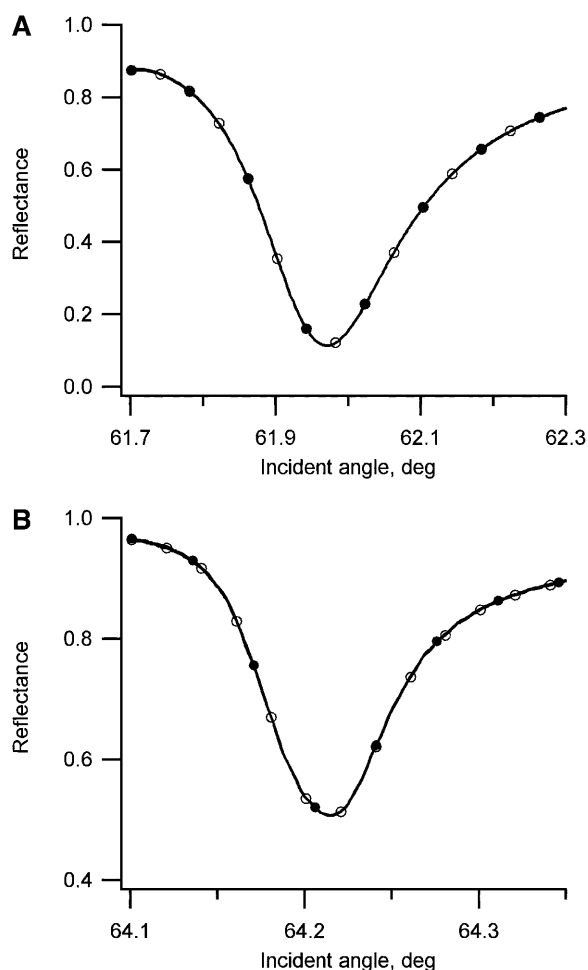 A
1.0
0.8
0.6
0.4
0.2
0.0
Reflectance
61.7 61.9 62.1 62.3
Incident angle, deg
B
1.0
0.8
0.6
0.4
Reflectance
64.1 64.2 64.3
Incident angle, deg